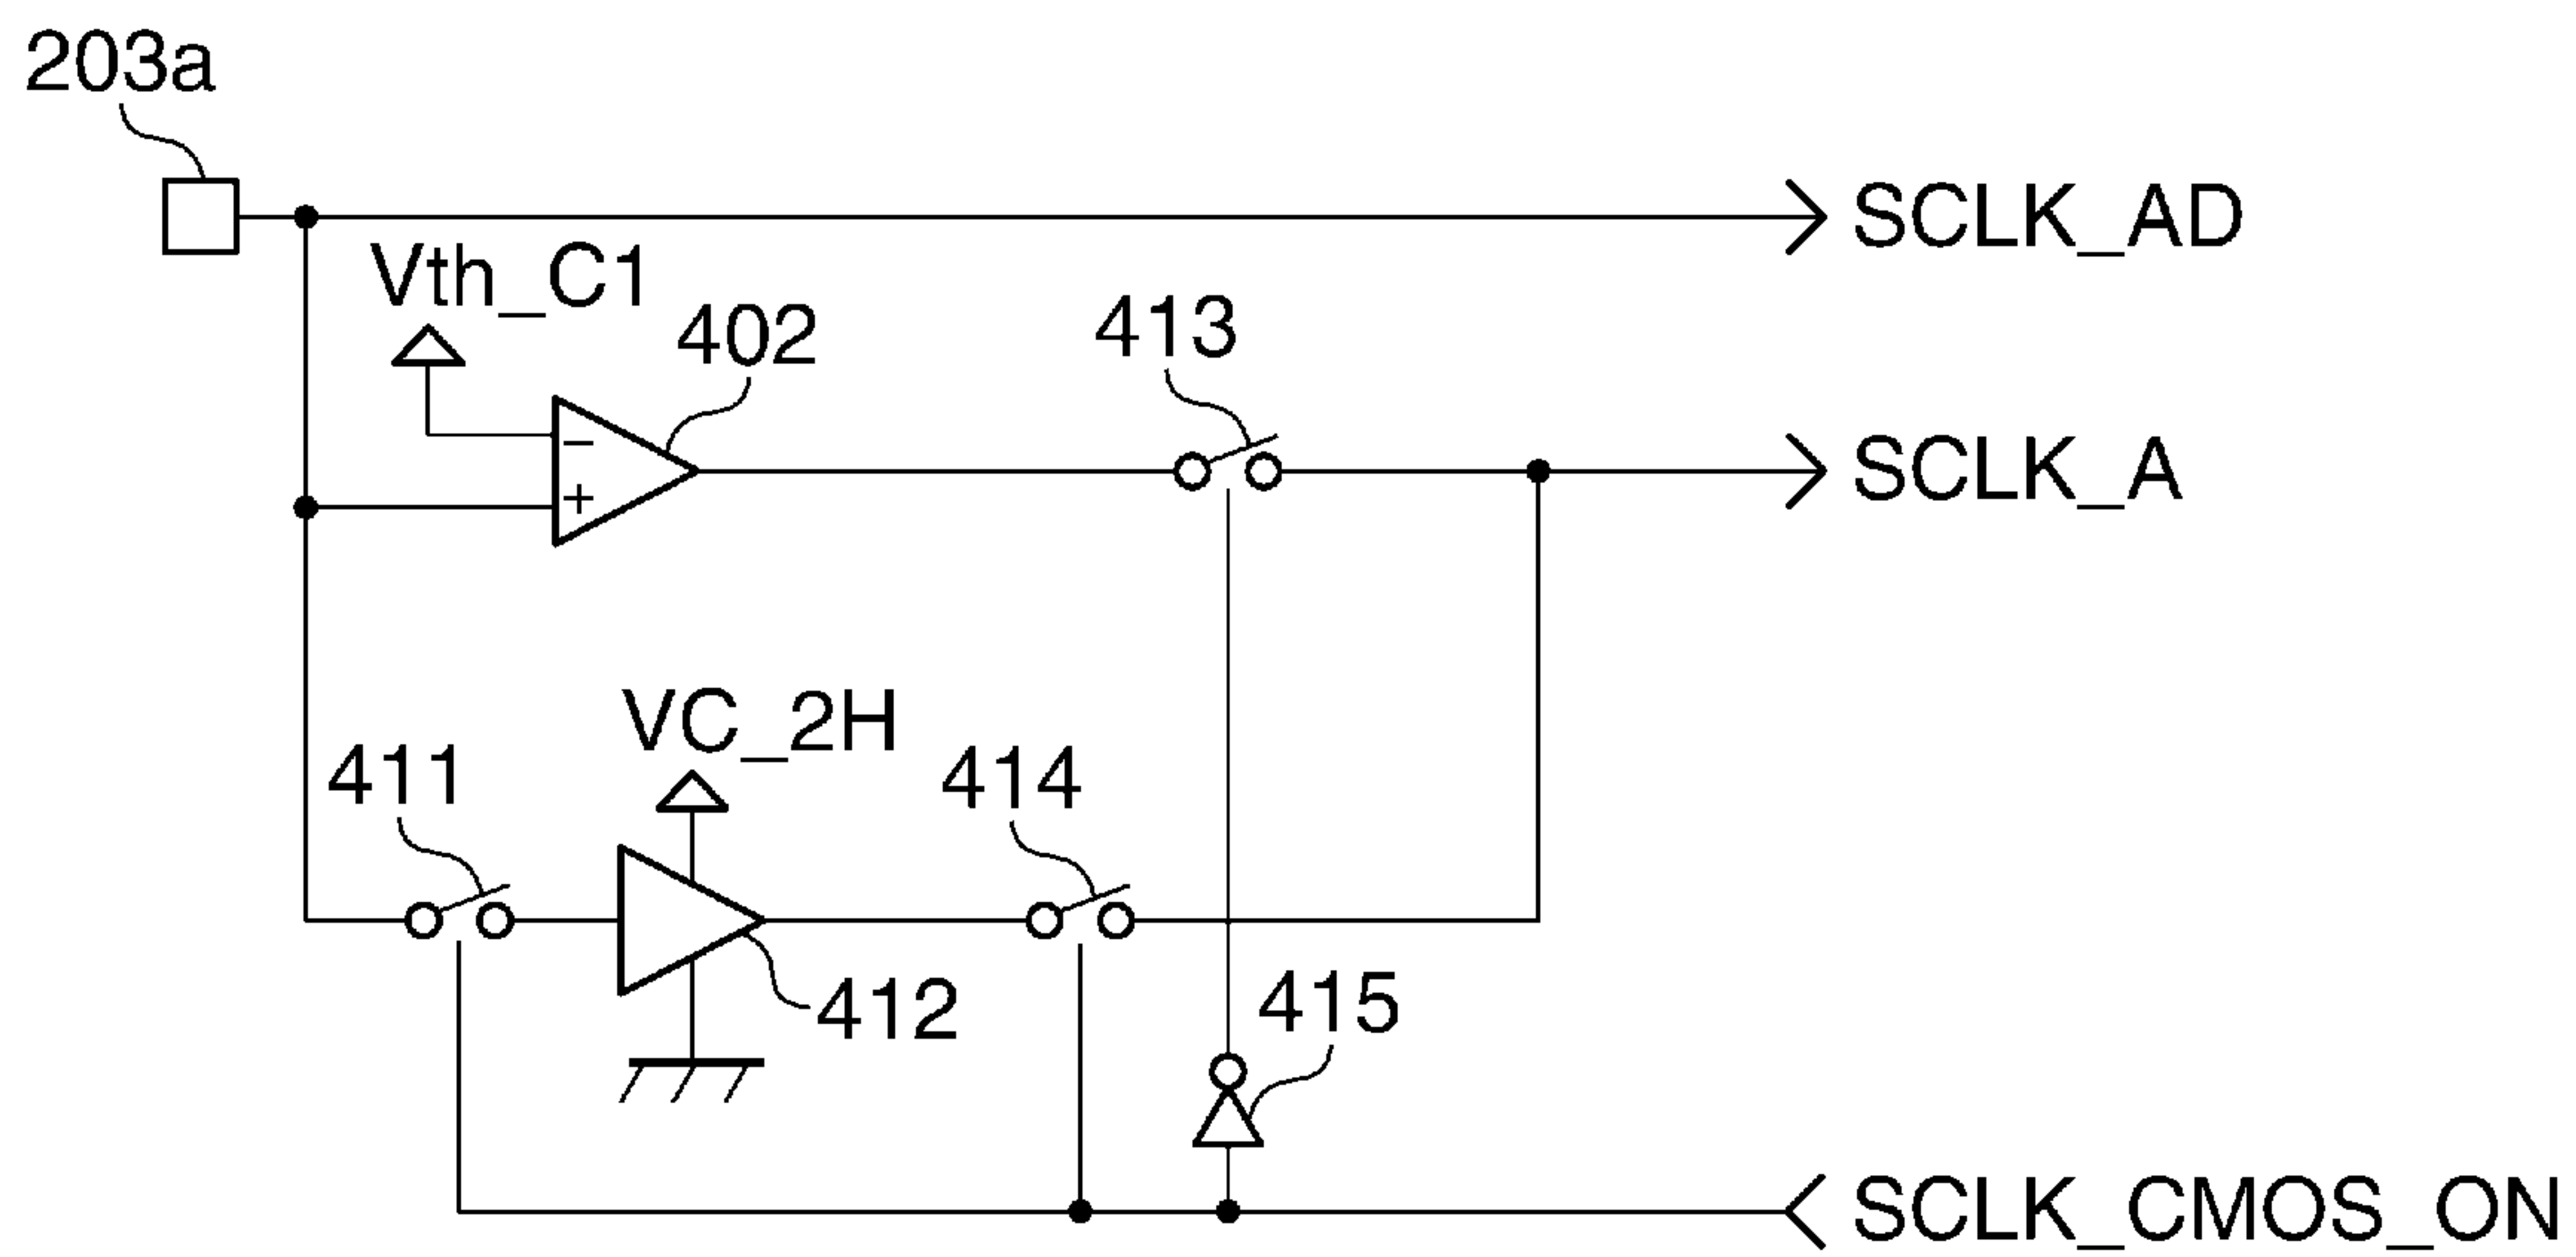 203a
SCLK_AD
Vth_C1
402
413
SCLK_A
−
+
VC_2H
411
414
412
415
SCLK_CMOS_ON